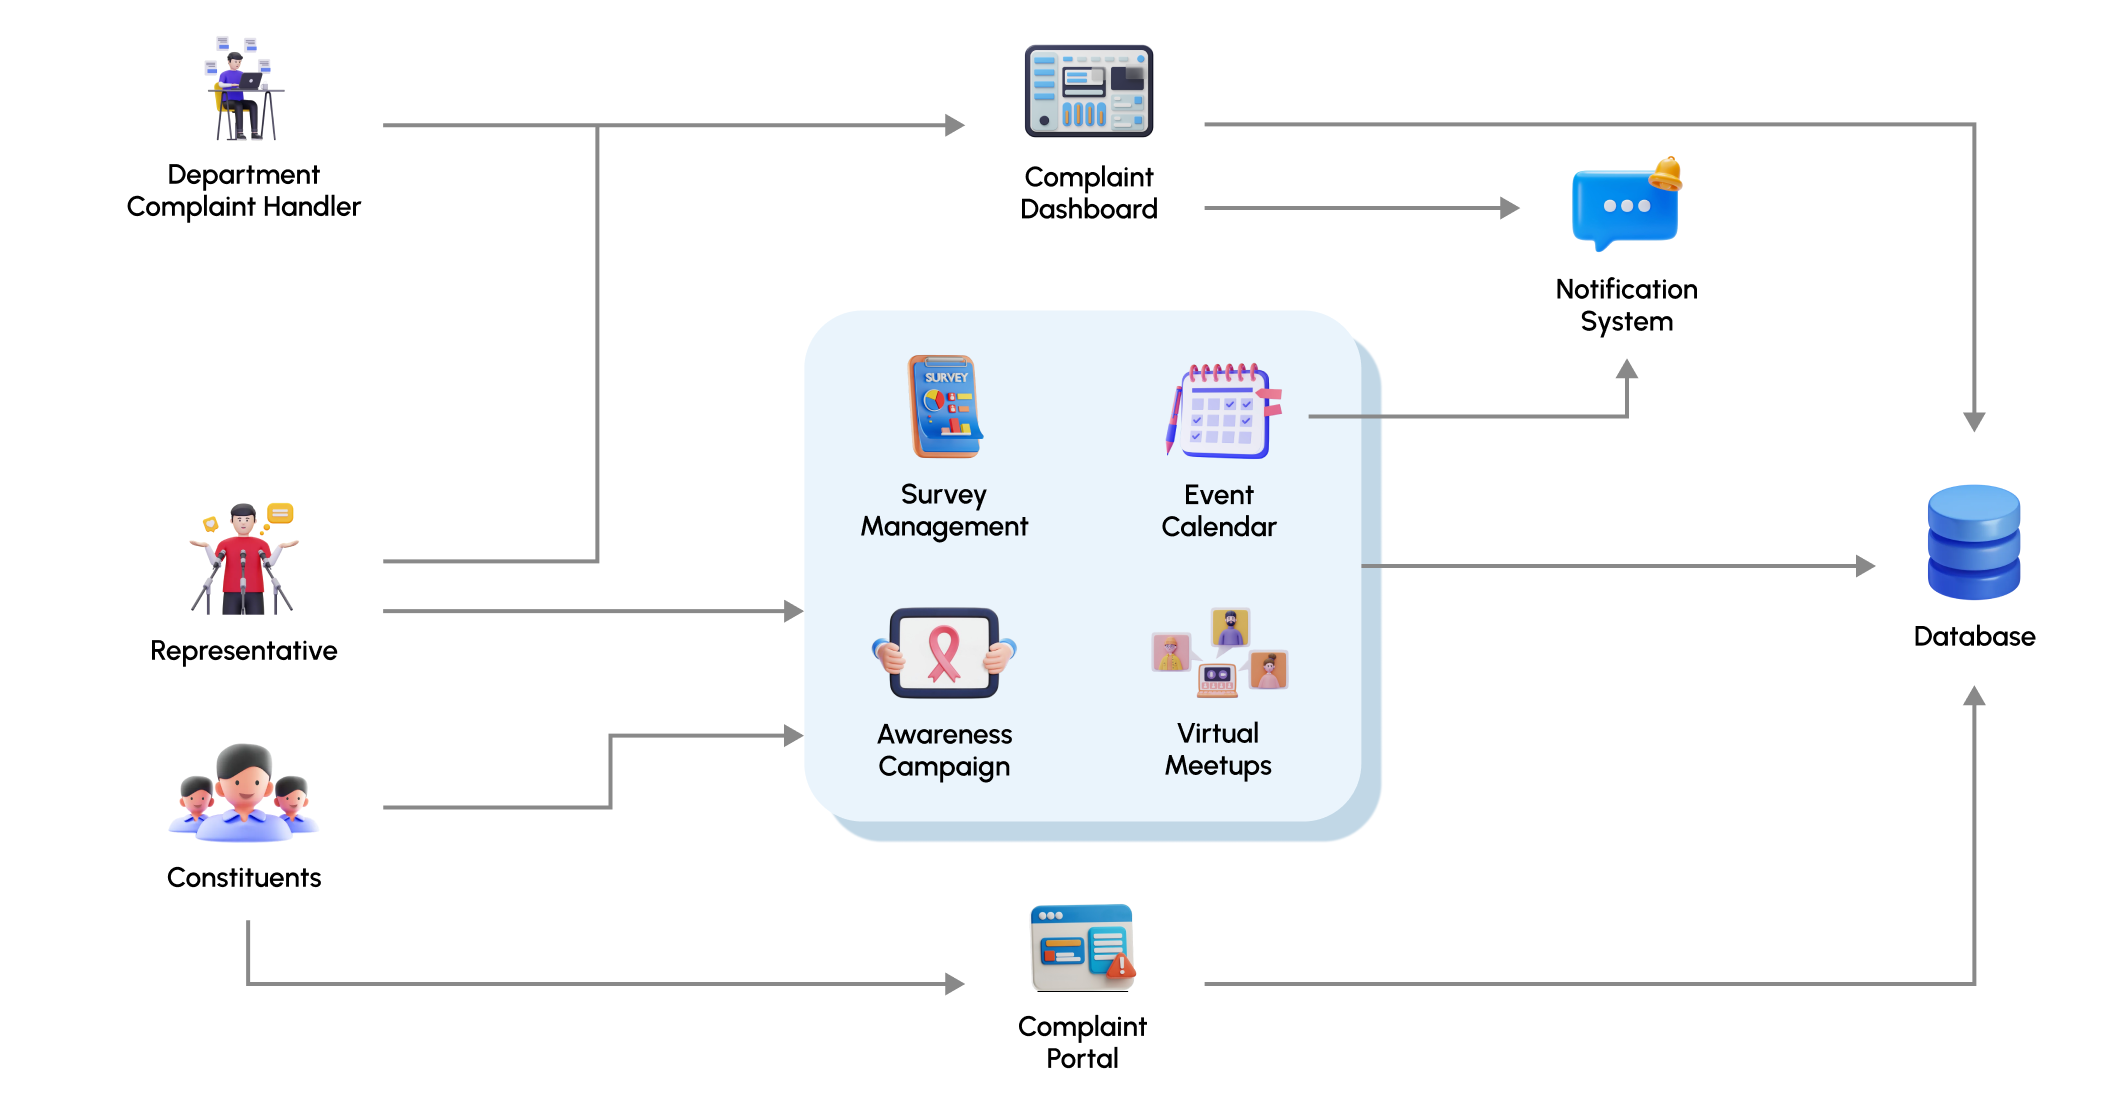 Department
Complaint Handler
Complaint
Dashboard
Notification
System
SURVEY
Survey
Management
Event
Calendar
Representative
Awareness
Campaign
Virtual
Meetups
Database
Constituents
Complaint
Portal